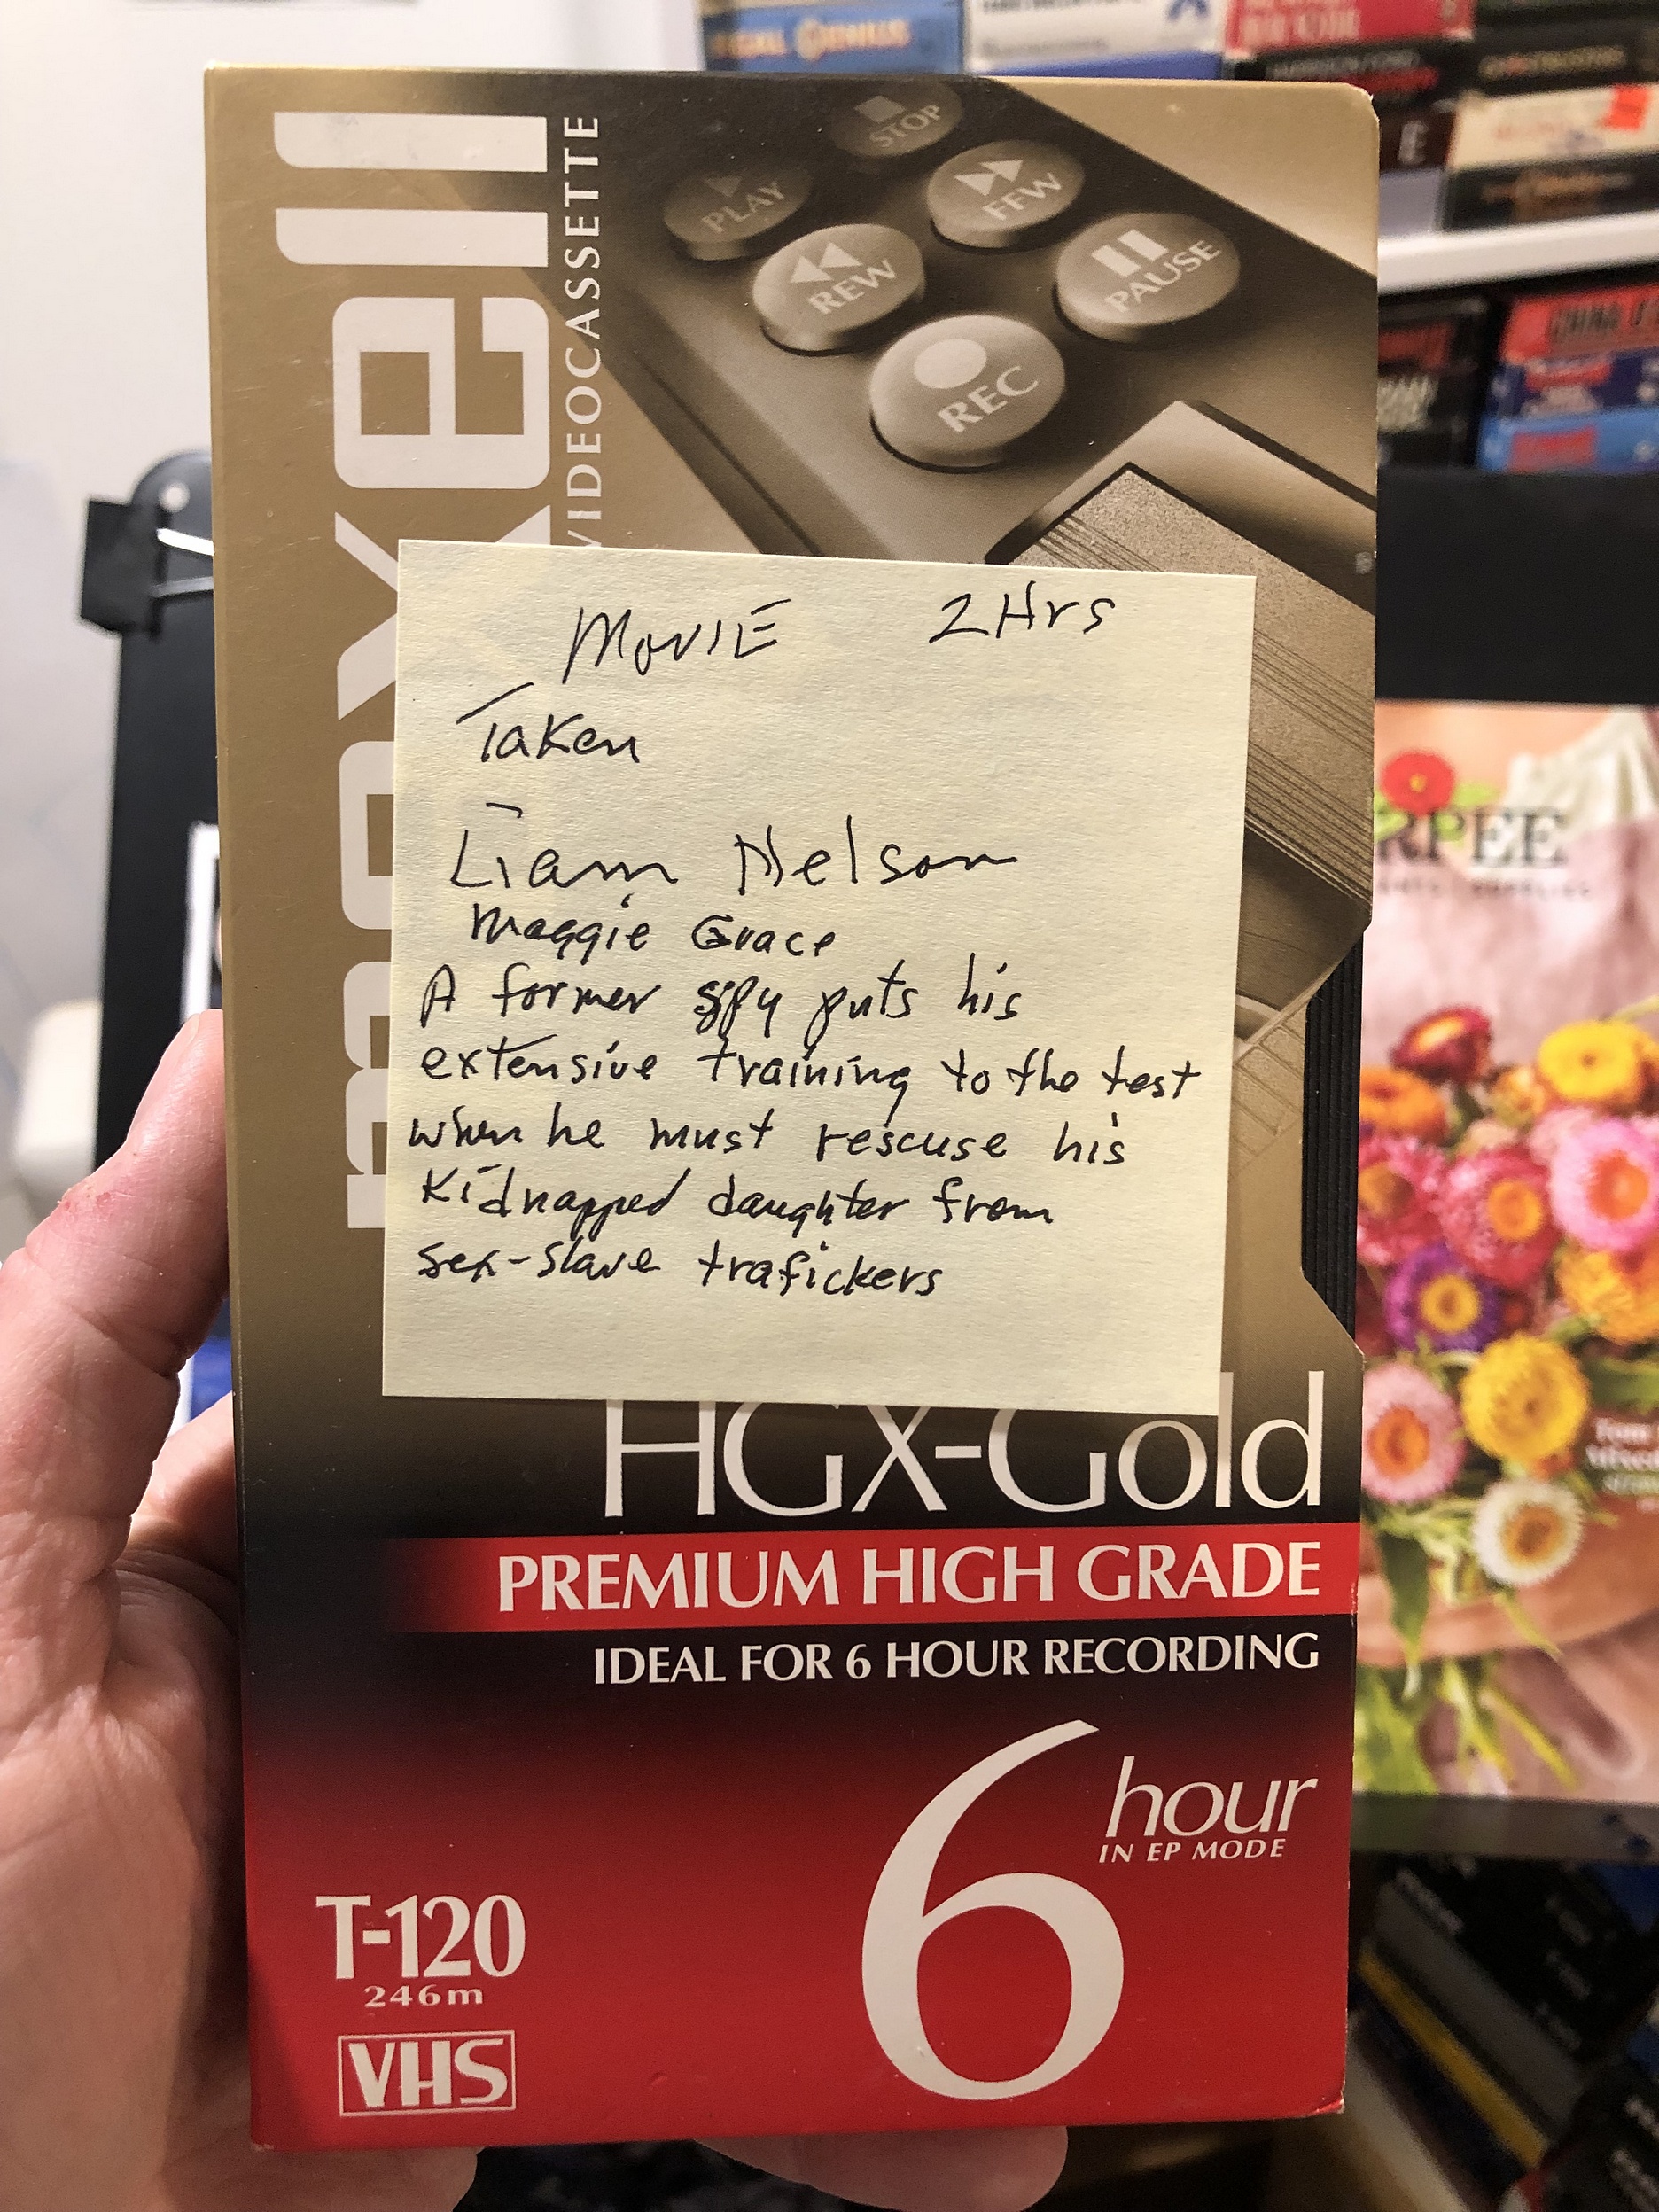 maxell
VIDEOCASSETTE
STOP
PLAY
FFW
REW
PAUSE
REC
MOVIE 2Hrs
Taken
Liam Nelson
Maggie Grace
A former spy puts his
extensive training to the test
when he must rescuse his
kidnapped daughter from
sex-slave trafickers
HGX-Gold
PREMIUM HIGH GRADE
IDEAL FOR 6 HOUR RECORDING
6 hour
IN EP MODE
T-120
246m
VHS
RPEE